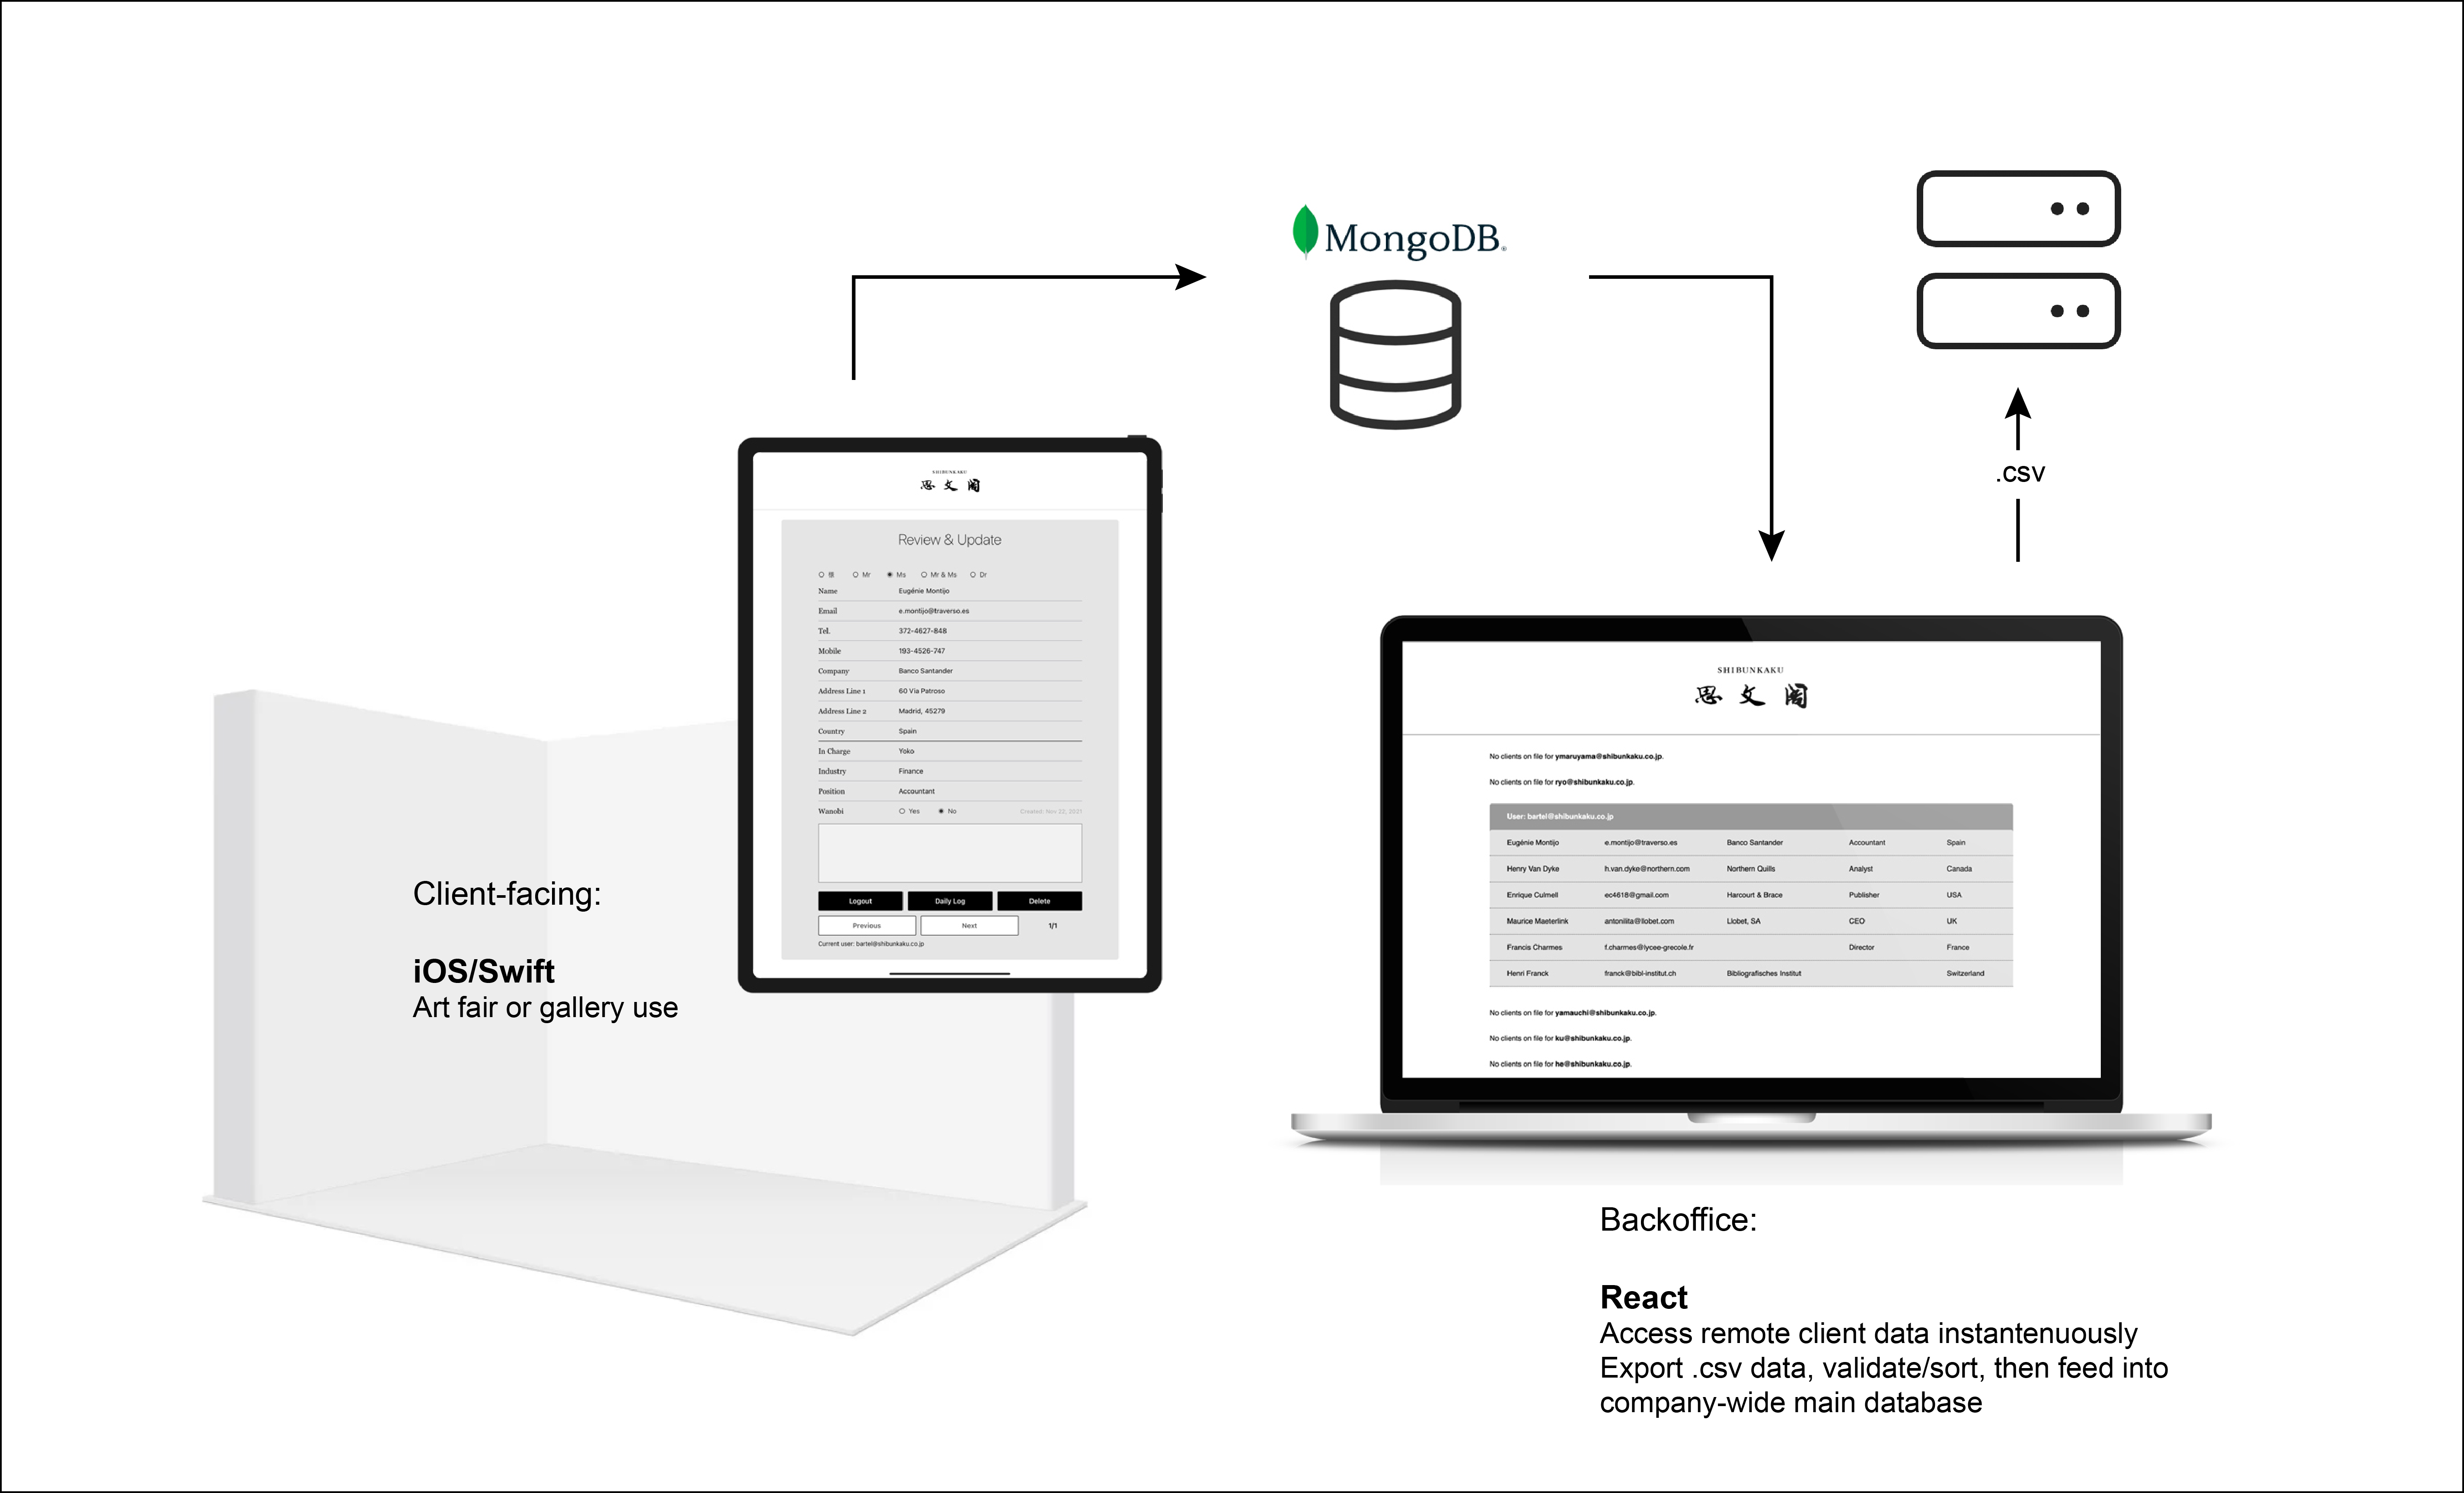 MongoDB®
.csv
SHIBUNKAKU
思文閣
Review & Update
様 Mr Ms Mr & Ms Dr
Name Eugénie Montijo
Email e.montijo@traverso.es
Tel. 372-4627-848
Mobile 193-4526-747
Company Banco Santander
Address Line 1 60 Via Patroso
Address Line 2 Madrid, 45279
Country Spain
In Charge Yoko
Industry Finance
Position Accountant
Wanobi Yes No Created: Nov 22, 2021
Logout Daily Log Delete
Previous Next 1/1
Current user: bartel@shibunkaku.co.jp
Client-facing:
iOS/Swift
Art fair or gallery use
SHIBUNKAKU
思文閣
No clients on file for ymaruyama@shibunkaku.co.jp.
No clients on file for ryo@shibunkaku.co.jp.
User: bartel@shibunkaku.co.jp
Eugénie Montijo e.montijo@traverso.es Banco Santander Accountant Spain
Henry Van Dyke h.van.dyke@northern.com Northern Quills Analyst Canada
Enrique Culmell ec4618@gmail.com Harcourt & Brace Publisher USA
Maurice Maeterlink antonilita@llobet.com Llobet, SA CEO UK
Francis Charmes f.charmes@lycee-grecole.fr Director France
Henri Franck franck@bibl-institut.ch Bibliografisches Institut Switzerland
No clients on file for yamauchi@shibunkaku.co.jp.
No clients on file for ku@shibunkaku.co.jp.
No clients on file for he@shibunkaku.co.jp.
Backoffice:
React
Access remote client data instantenuously
Export .csv data, validate/sort, then feed into
company-wide main database